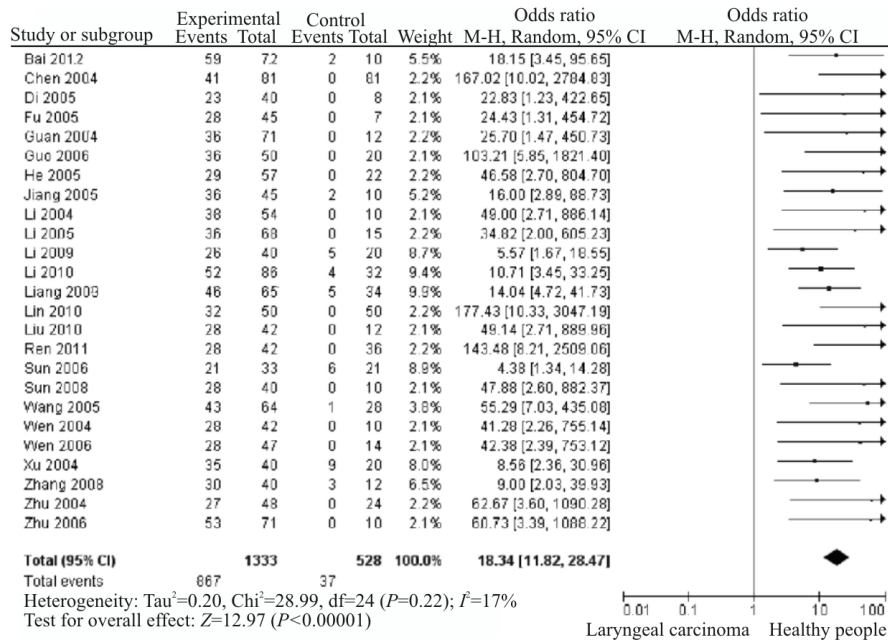 Experimental Control Odds ratio Odds ratio
Study or subgroup Events Total Events Total Weight M-H, Random, 95% CI M-H, Random, 95% CI
Bai 2012 59 72 2 10 5.5% 18.15 [3.45, 95.65]
Chen 2004 41 81 0 81 2.2% 167.02 [10.02, 2784.83]
Di 2005 23 40 0 8 2.1% 22.83 [1.23, 422.65]
Fu 2005 28 45 0 7 2.1% 24.43 [1.31, 454.72]
Guan 2004 36 71 0 12 2.2% 25.70 [1.47, 450.73]
Guo 2006 36 50 0 20 2.1% 103.21 [5.85, 1821.40]
He 2005 29 57 0 22 2.2% 46.58 [2.70, 804.70]
Jiang 2005 36 45 2 10 5.2% 16.00 [2.89, 88.73]
Li 2004 38 54 0 10 2.1% 49.00 [2.71, 886.14]
Li 2005 36 68 0 15 2.2% 34.82 [2.00, 605.23]
Li 2009 26 40 5 20 8.7% 5.57 [1.67, 18.55]
Li 2010 52 86 4 32 9.4% 10.71 [3.45, 33.25]
Liang 2008 46 65 5 34 9.9% 14.04 [4.72, 41.73]
Lin 2010 32 50 0 50 2.2% 177.43 [10.33, 3047.19]
Liu 2010 28 42 0 12 2.1% 49.14 [2.71, 889.96]
Ren 2011 28 42 0 36 2.2% 143.48 [8.21, 2509.06]
Sun 2006 21 33 6 21 8.9% 4.38 [1.34, 14.28]
Sun 2008 28 40 0 10 2.1% 47.88 [2.60, 882.37]
Wang 2005 43 64 1 28 3.8% 55.29 [7.03, 435.08]
Wen 2004 28 42 0 10 2.1% 41.28 [2.26, 755.14]
Wen 2006 28 47 0 14 2.1% 42.38 [2.39, 753.12]
Xu 2004 35 40 9 20 8.0% 8.56 [2.36, 30.96]
Zhang 2008 30 40 3 12 6.5% 9.00 [2.03, 39.93]
Zhu 2004 27 48 0 24 2.2% 62.67 [3.60, 1090.28]
Zhu 2006 53 71 0 10 2.1% 60.73 [3.39, 1088.22]
Total (95% CI) 1333 528 100.0% 18.34 [11.82, 28.47]
Total events 867 37
Heterogeneity: Tau²=0.20, Chi²=28.99, df=24 (P=0.22); I²=17%
Test for overall effect: Z=12.97 (P<0.00001)
0.01 0.1 1 10 100
Laryngeal carcinoma Healthy people